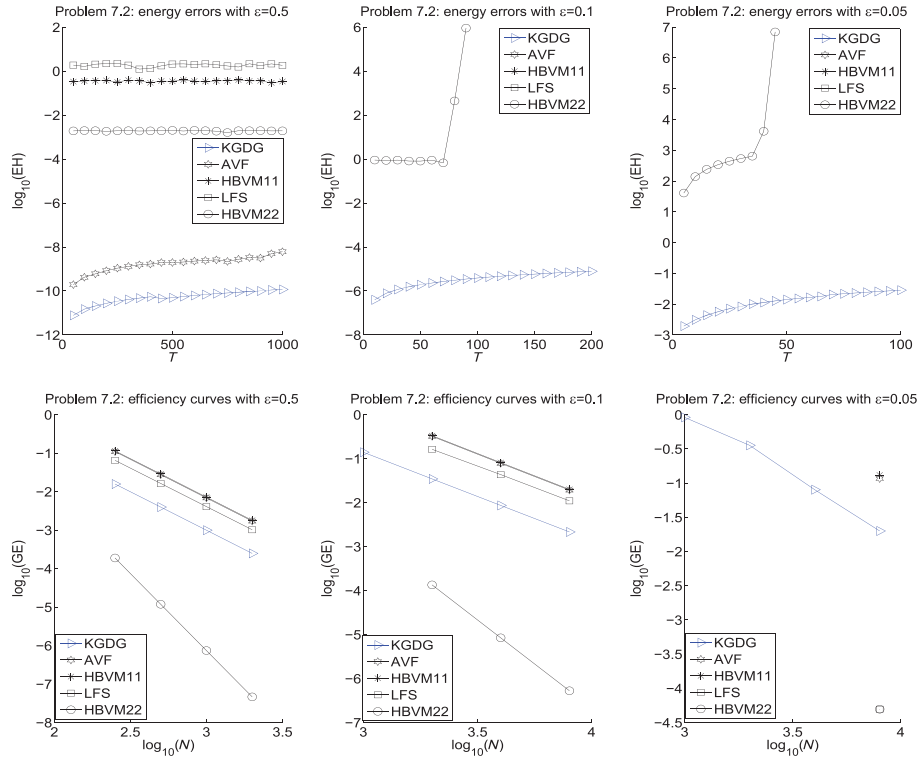 Problem 7.2: energy errors with ε=0.5
2
0
−2
−4
−6
−8
−10
−12
log10(EH)
KGDG
AVF
HBVM11
LFS
HBVM22
0
500
1000
T
Problem 7.2: energy errors with ε=0.1
6
4
2
0
−2
−4
−6
−8
log10(EH)
KGDG
AVF
HBVM11
LFS
HBVM22
0
50
100
150
200
T
Problem 7.2: energy errors with ε=0.05
7
6
5
4
3
2
1
0
−1
−2
−3
log10(EH)
KGDG
AVF
HBVM11
LFS
HBVM22
0
50
100
T
Problem 7.2: efficiency curves with ε=0.5
0
−1
−2
−3
−4
−5
−6
−7
−8
log10(GE)
KGDG
AVF
HBVM11
LFS
HBVM22
2
2.5
3
3.5
log10(N)
Problem 7.2: efficiency curves with ε=0.1
0
−1
−2
−3
−4
−5
−6
−7
log10(GE)
KGDG
AVF
HBVM11
LFS
HBVM22
3
3.5
4
log10(N)
Problem 7.2: efficiency curves with ε=0.05
0
−0.5
−1
−1.5
−2
−2.5
−3
−3.5
−4
−4.5
log10(GE)
KGDG
AVF
HBVM11
LFS
HBVM22
3
3.5
4
log10(N)